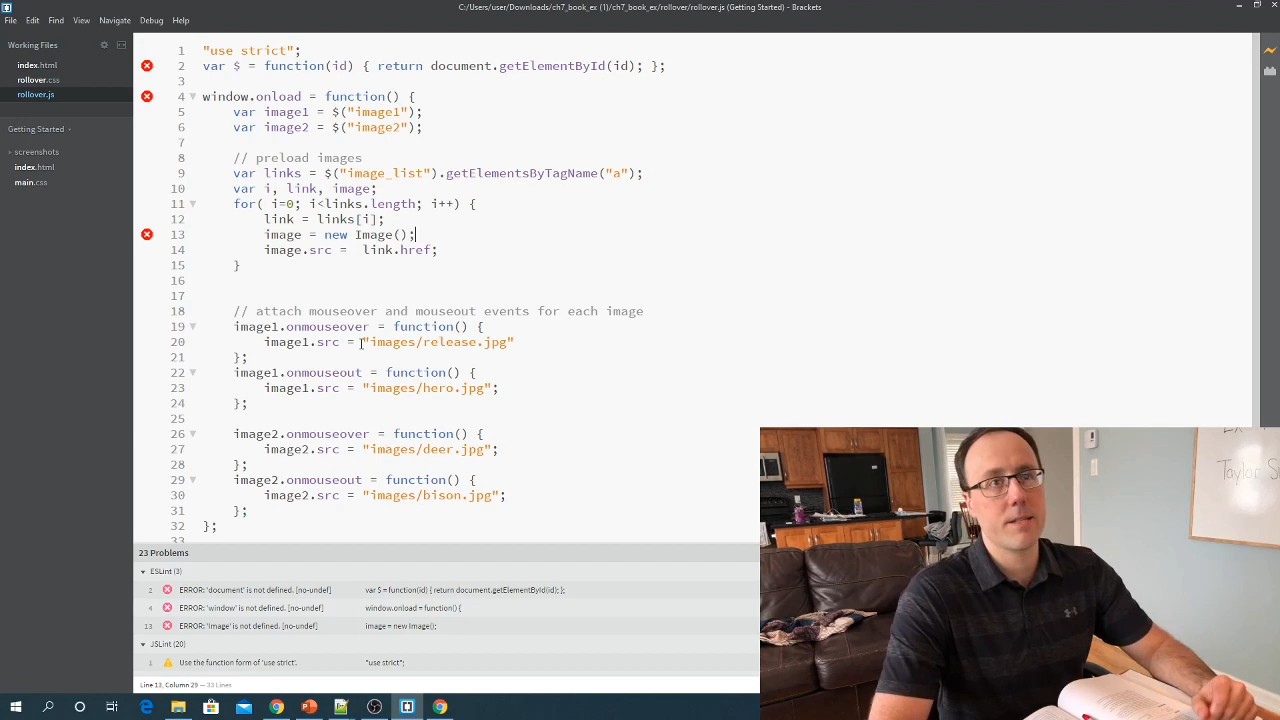 C:/Users/user/Downloads/ch7_book_ex (1)/ch7_book_ex/rollover/rollover.js (Getting Started) - Brackets
File Edit Find View Navigate Debug Help
Working Files
index.html
rollover.css
rollover.js
Getting Started
screenshots
index.html
main.css
1 "use strict";
2 var $ = function(id) { return document.getElementById(id); };
3
4 window.onload = function() {
5 var image1 = $("image1");
6 var image2 = $("image2");
7
8 // preload images
9 var links = $("image_list").getElementsByTagName("a");
10 var i, link, image;
11 for( i=0; i<links.length; i++) {
12 link = links[i];
13 image = new Image();
14 image.src =  link.href;
15 }
16
17
18 // attach mouseover and mouseout events for each image
19 image1.onmouseover = function() {
20 image1.src = "images/release.jpg"
21 };
22 image1.onmouseout = function() {
23 image1.src = "images/hero.jpg";
24 };
25
26 image2.onmouseover = function() {
27 image2.src = "images/deer.jpg";
28 };
29 image2.onmouseout = function() {
30 image2.src = "images/bison.jpg";
31 };
32 };
33
23 Problems
ESLint (3)
2 ERROR: 'document' is not defined. [no-undef] var $ = function(id) { return document.getElementById(id); };
4 ERROR: 'window' is not defined. [no-undef] window.onload = function() {
13 ERROR: 'Image' is not defined. [no-undef] image = new Image();
JSLint (20)
1 Use the function form of 'use strict'. "use strict";
Line 13, Column 29 — 33 Lines
Taylor S